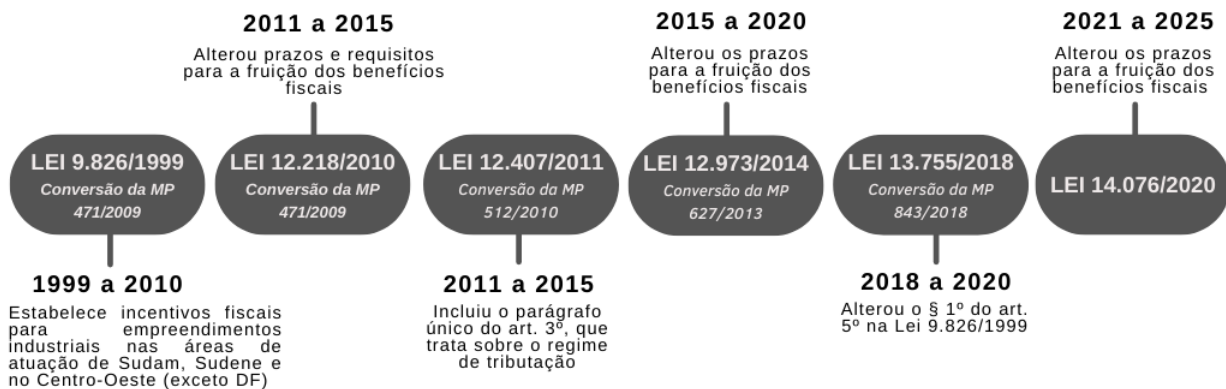 2011 a 2015
Alterou prazos e requisitos
para a fruição dos benefícios
fiscais
2015 a 2020
Alterou os prazos
para a fruição dos
benefícios fiscais
2021 a 2025
Alterou os prazos
para a fruição dos
benefícios fiscais
LEI 9.826/1999
Conversão da MP
471/2009
LEI 12.218/2010
Conversão da MP
471/2009
LEI 12.407/2011
Conversão da MP
512/2010
LEI 12.973/2014
Conversão da MP
627/2013
LEI 13.755/2018
Conversão da MP
843/2018
LEI 14.076/2020
1999 a 2010
Estabelece incentivos fiscais
para empreendimentos
industriais nas áreas de
atuação de Sudam, Sudene e
no Centro-Oeste (exceto DF)
2011 a 2015
Incluiu o parágrafo
único do art. 3º, que
trata sobre o regime
de tributação
2018 a 2020
Alterou o § 1º do art.
5º na Lei 9.826/1999